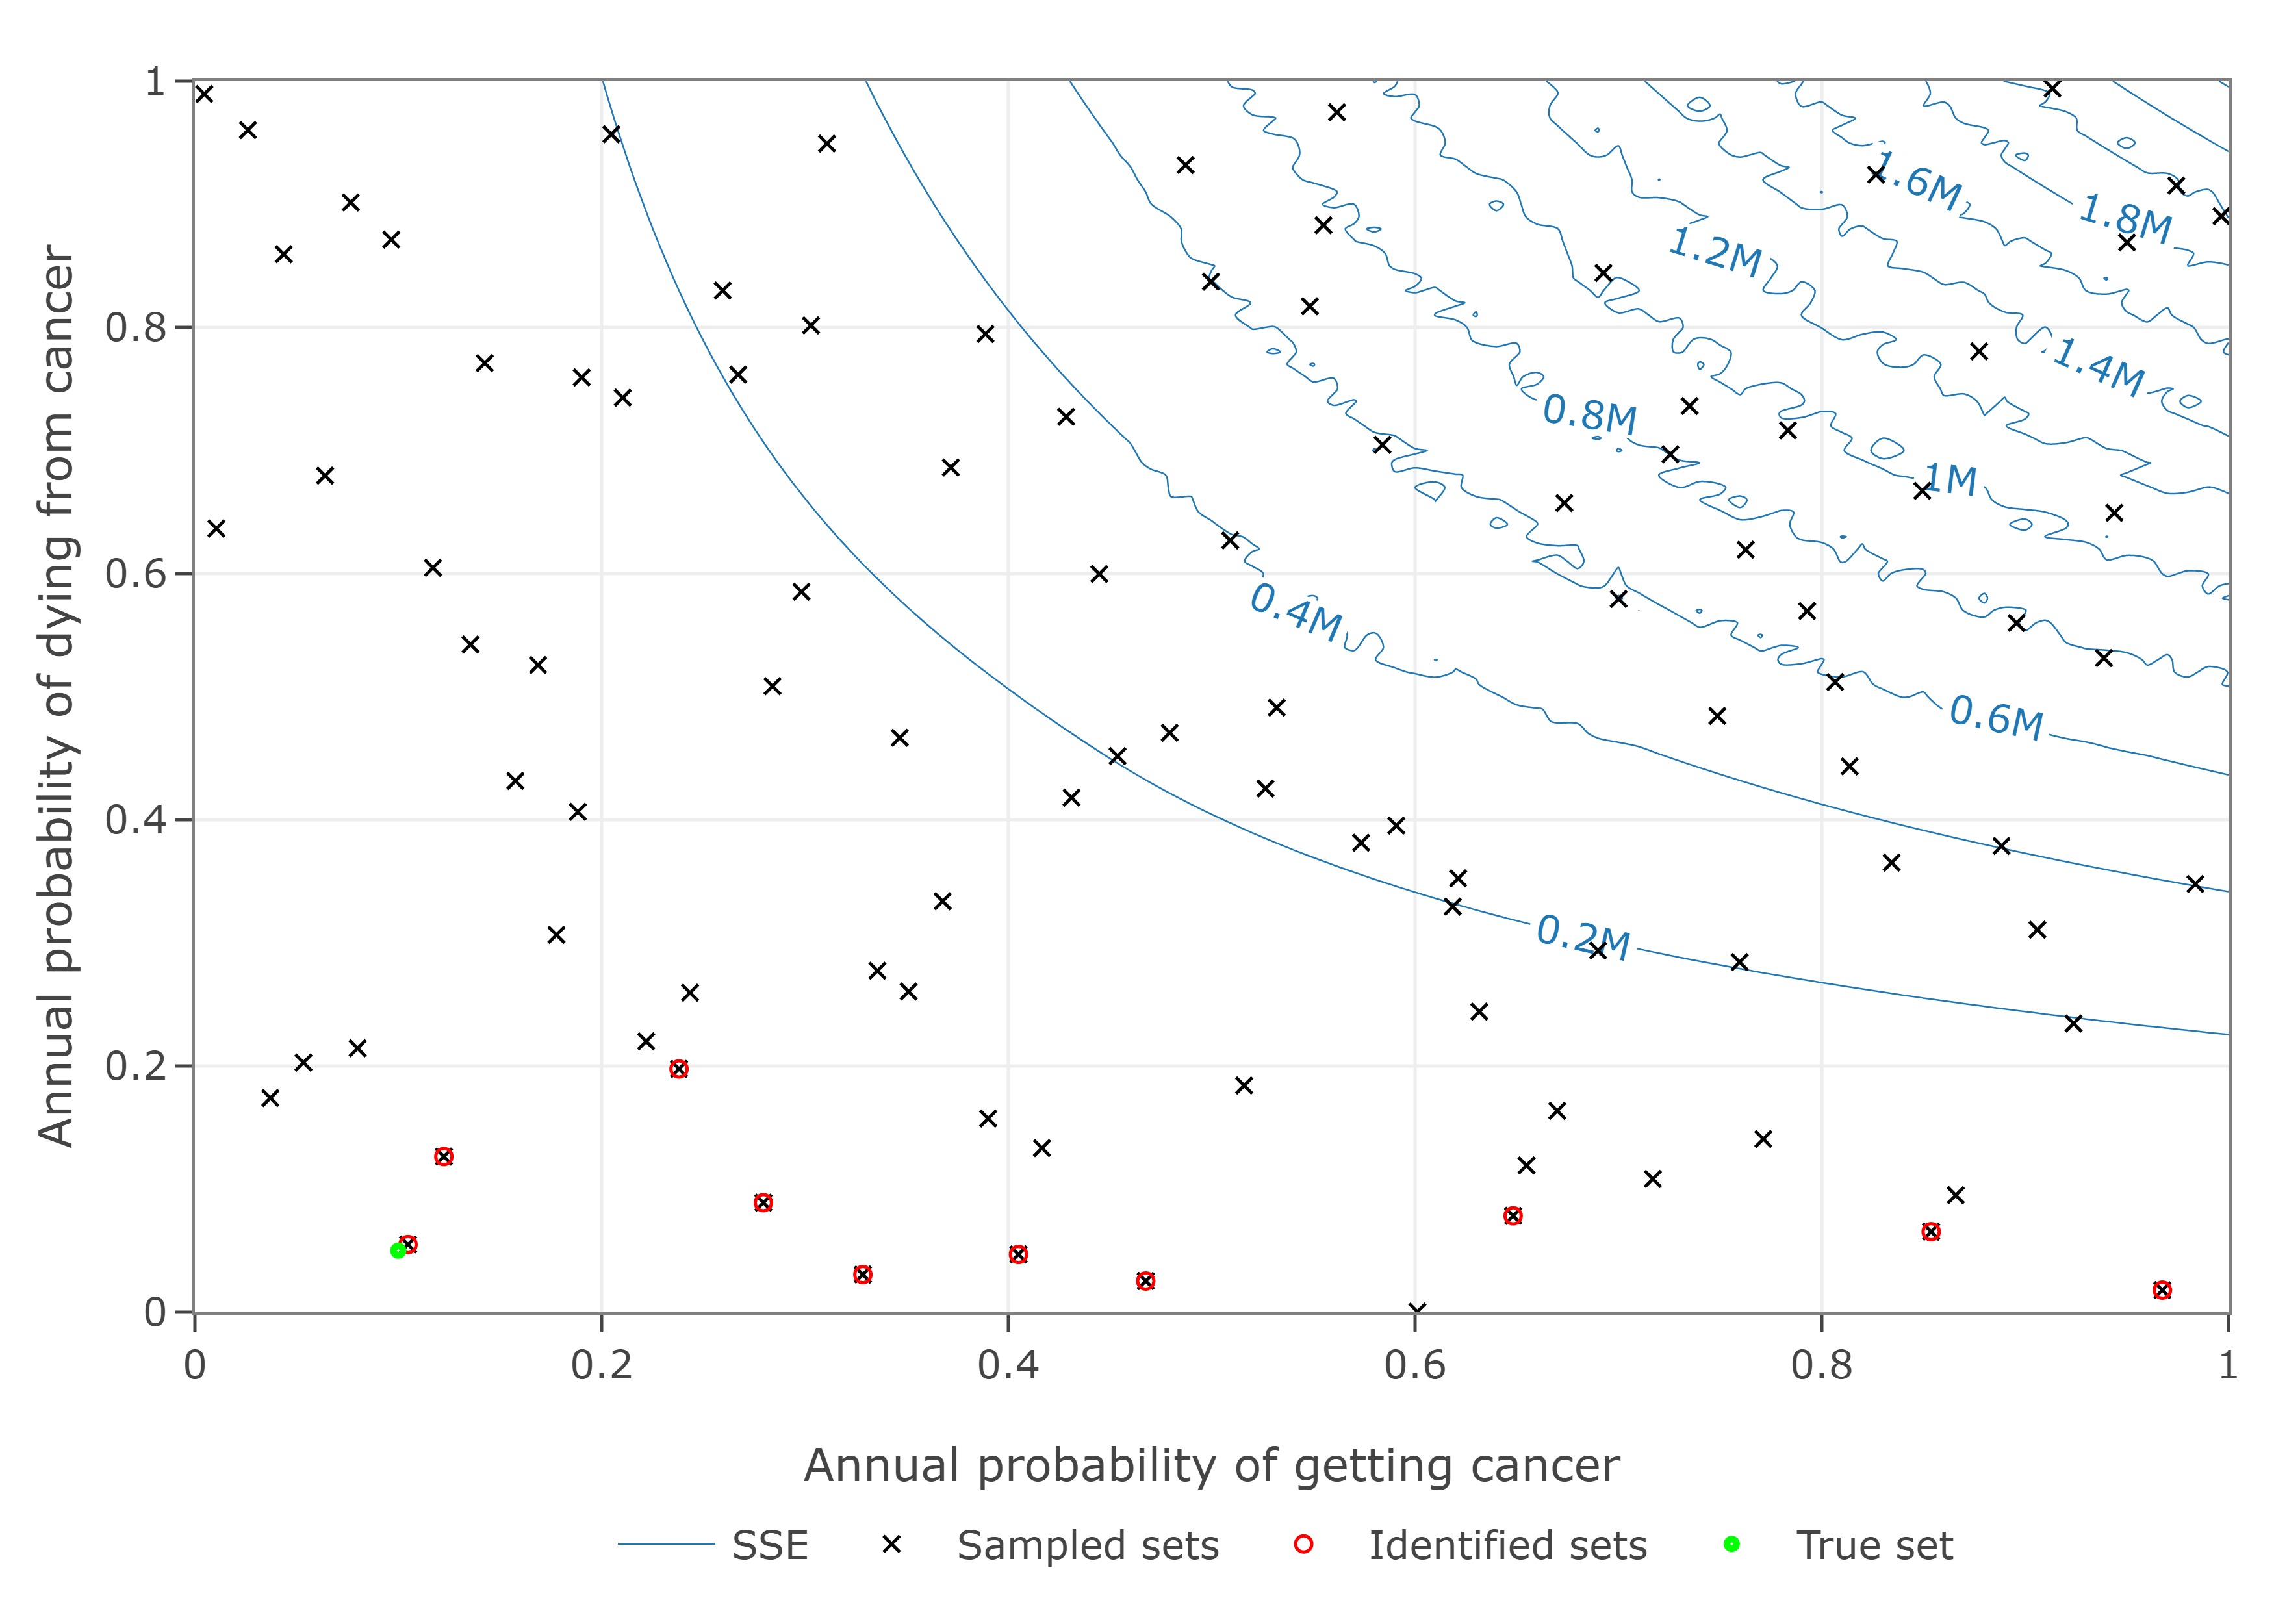 Annual probability of dying from cancer
1
0.8
0.6
0.4
0.2
0
1.6M
1.8M
1.2M
1.4M
0.8M
1M
0.4M
0.6M
0.2M
0 0.2 0.4 0.6 0.8 1
Annual probability of getting cancer
SSE Sampled sets Identified sets True set